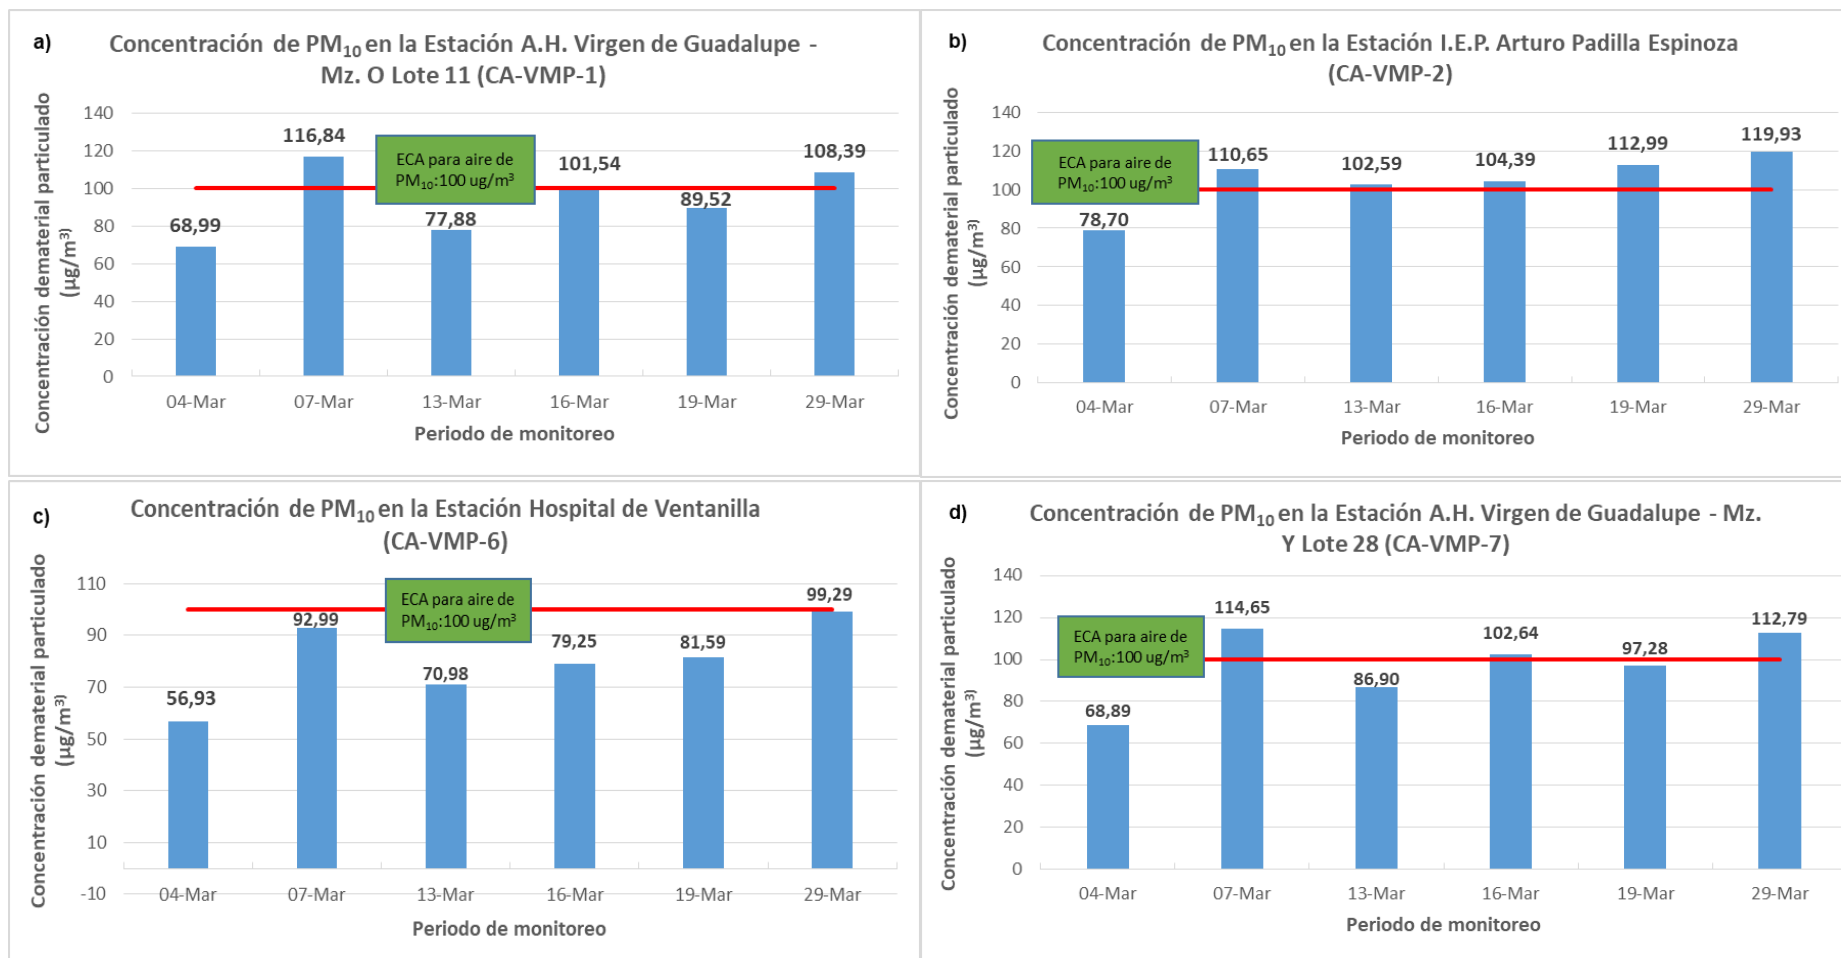 a)
Concentración de PM10 en la Estación A.H. Virgen de Guadalupe -
Mz. O Lote 11 (CA-VMP-1)
Concentración dematerial particulado
(µg/m3)
140
120
100
80
60
40
20
0
68,99
116,84
77,88
101,54
89,52
108,39
ECA para aire de
PM10:100 ug/m3
04-Mar
07-Mar
13-Mar
16-Mar
19-Mar
29-Mar
Periodo de monitoreo
b)
Concentración de PM10 en la Estación I.E.P. Arturo Padilla Espinoza
(CA-VMP-2)
Concentración dematerial particulado
(µg/m3)
140
120
100
80
60
40
20
0
ECA para aire de
PM10:100 ug/m3
78,70
110,65
102,59
104,39
112,99
119,93
04-Mar
07-Mar
13-Mar
16-Mar
19-Mar
29-Mar
Periodo de monitoreo
c)
Concentración de PM10 en la Estación Hospital de Ventanilla
(CA-VMP-6)
Concentración dematerial particulado
(µg/m3)
110
90
70
50
30
10
-10
56,93
92,99
70,98
79,25
81,59
99,29
ECA para aire de
PM10:100 ug/m3
04-Mar
07-Mar
13-Mar
16-Mar
19-Mar
29-Mar
Periodo de monitoreo
d)
Concentración de PM10 en la Estación A.H. Virgen de Guadalupe - Mz.
Y Lote 28 (CA-VMP-7)
Concentración dematerial particulado
(µg/m3)
140
120
100
80
60
40
20
0
ECA para aire de
PM10:100 ug/m3
68,89
114,65
86,90
102,64
97,28
112,79
04-Mar
07-Mar
13-Mar
16-Mar
19-Mar
29-Mar
Periodo de monitoreo